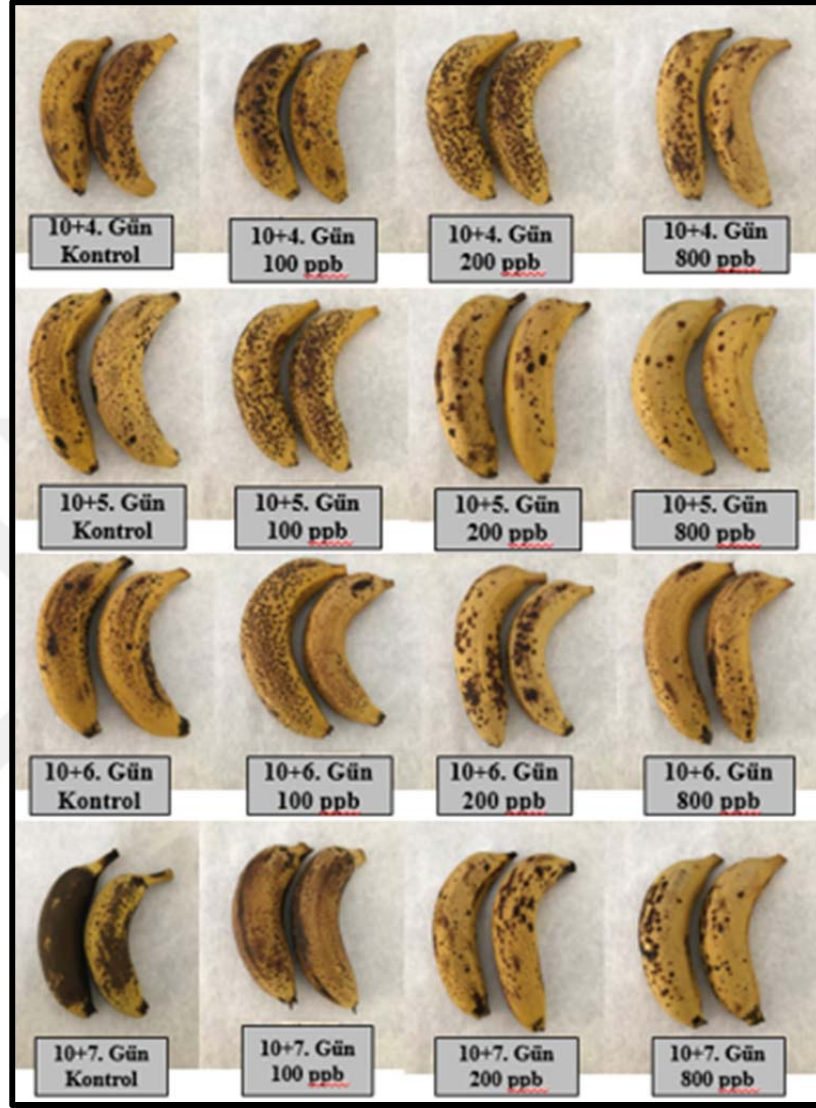 10+4. Gün
Kontrol
10+4. Gün
100 ppb
10+4. Gün
200 ppb
10+4. Gün
800 ppb
10+5. Gün
Kontrol
10+5. Gün
100 ppb
10+5. Gün
200 ppb
10+5. Gün
800 ppb
10+6. Gün
Kontrol
10+6. Gün
100 ppb
10+6. Gün
200 ppb
10+6. Gün
800 ppb
10+7. Gün
Kontrol
10+7. Gün
100 ppb
10+7. Gün
200 ppb
10+7. Gün
800 ppb